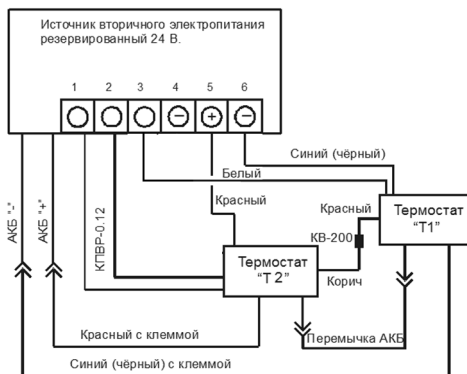 Источник вторичного электропитания
резервированный 24 В.
1 2 3 4 5 6
Синий (чёрный)
Белый
Красный
Красный
КВ-200
Термостат
"Т1"
Термостат
"Т 2"
Корич
АКБ "-"
АКБ "+"
КПВР-0,12
Красный с клеммой
Перемычка АКБ
Синий (чёрный) с клеммой